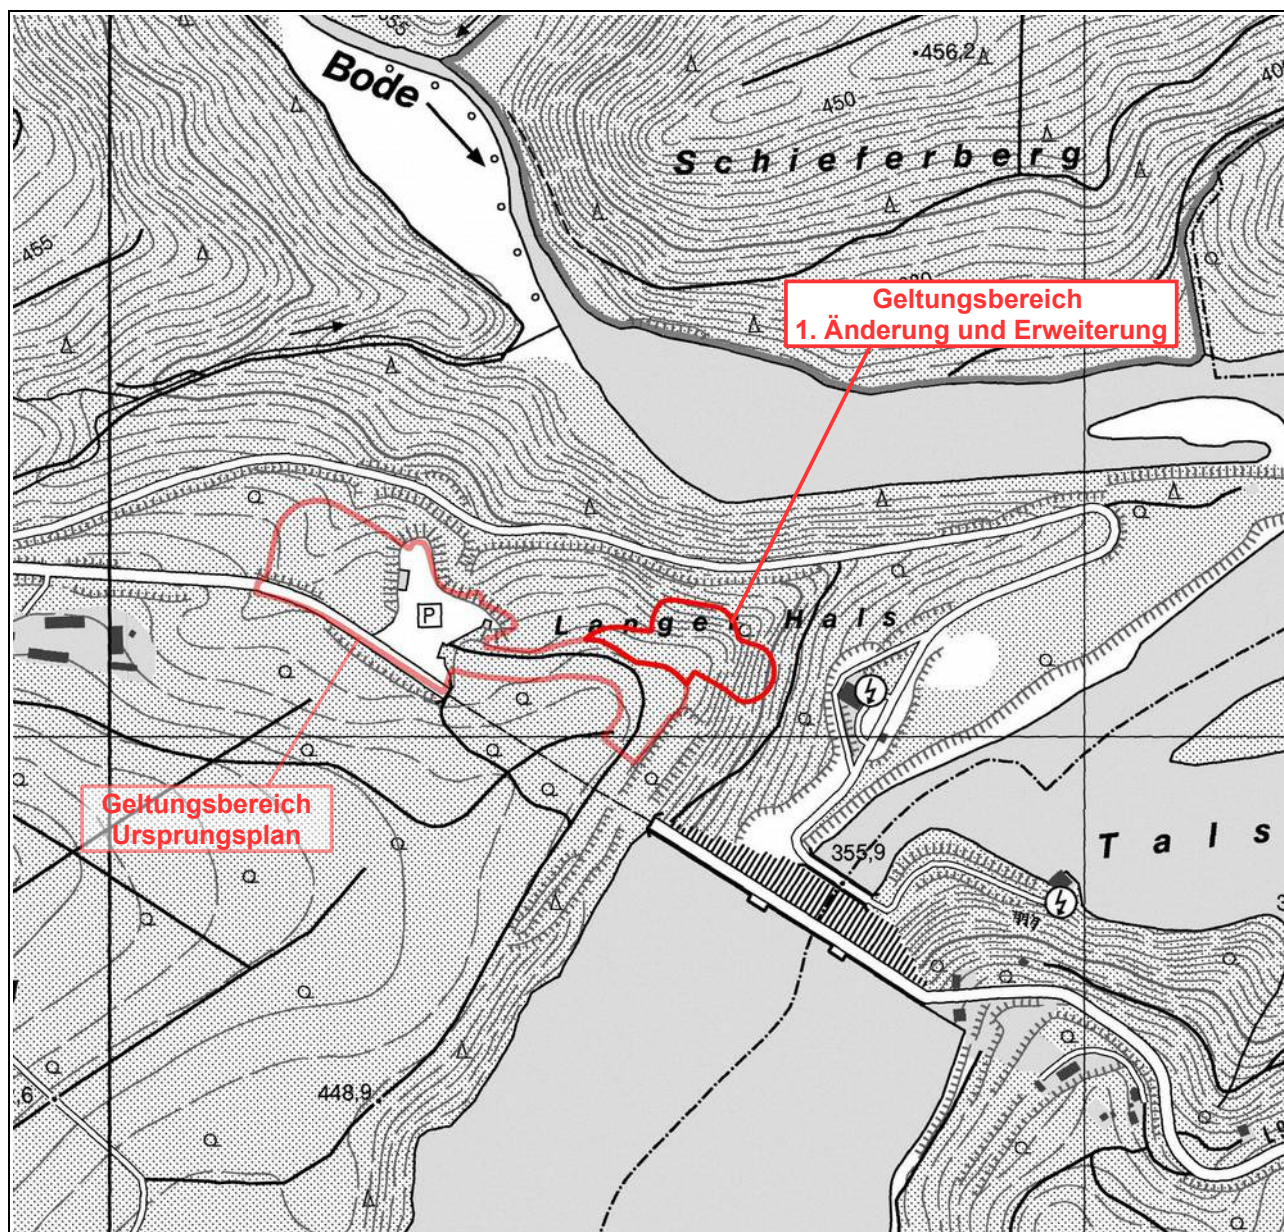 Bode
456,2
450
Schieferberg
455
Geltungsbereich
1. Änderung und Erweiterung
P
Langer Hals
Geltungsbereich
Ursprungsplan
355,9
Tals
448,9
,6